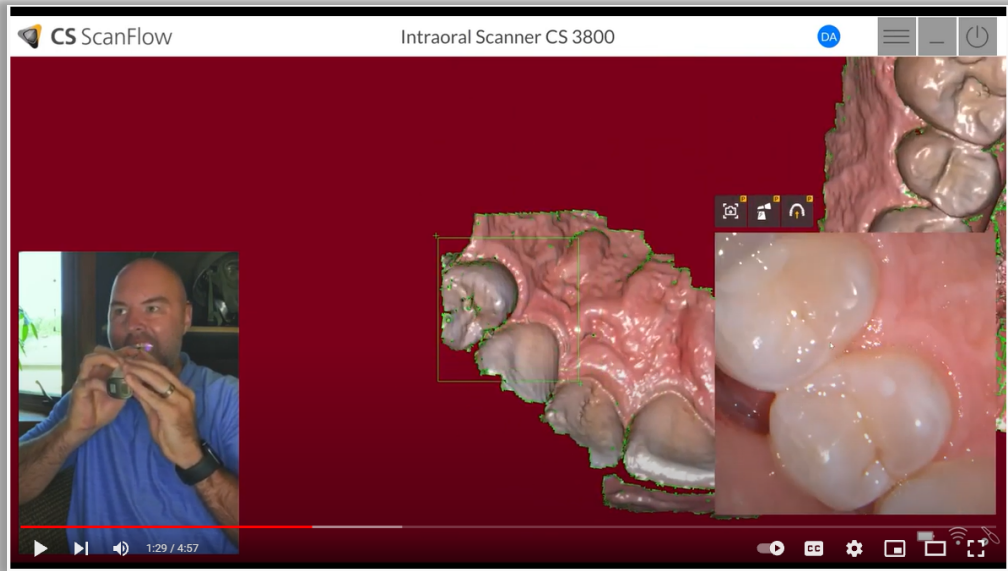 CS ScanFlow
Intraoral Scanner CS 3800
DA
P
P
P
1:29 / 4:57
CC